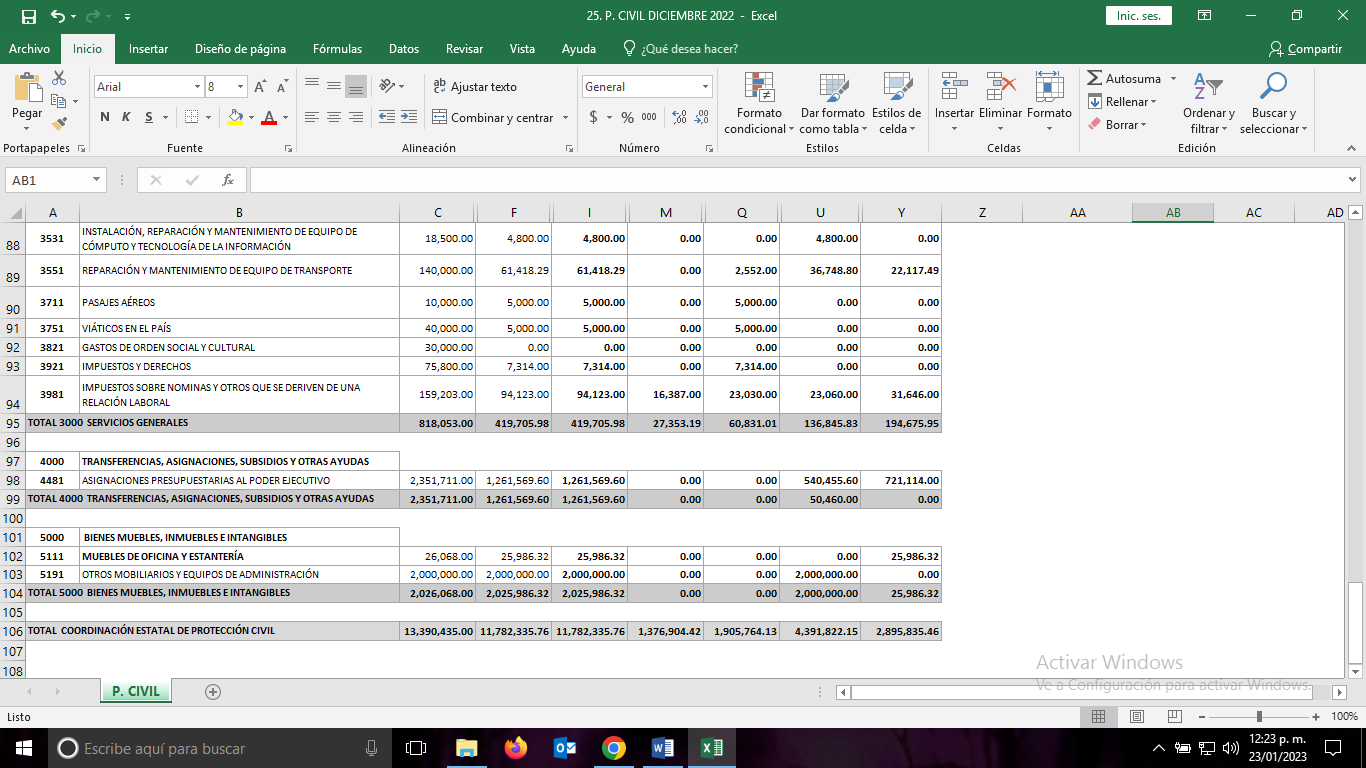 25. P. CIVIL DICIEMBRE 2022 - Excel
Inic. ses.
Archivo Inicio Insertar Diseño de página Fórmulas Datos Revisar Vista Ayuda ¿Qué desea hacer? Compartir
Pegar
Arial 8
N K S
Ajustar texto
Combinar y centrar
General
$ % 000
Formato condicional
Dar formato como tabla
Estilos de celda
Insertar Eliminar Formato
Autosuma
Rellenar
Borrar
Ordenar y filtrar
Buscar y seleccionar
Portapapeles Fuente Alineación Número Estilos Celdas Edición
AB1 fx
A B C F I M Q U Y Z AA AB AC AD
88 3531 INSTALACIÓN, REPARACIÓN Y MANTENIMIENTO DE EQUIPO DE
CÓMPUTO Y TECNOLOGÍA DE LA INFORMACIÓN 18,500.00 4,800.00 4,800.00 0.00 0.00 4,800.00 0.00
89 3551 REPARACIÓN Y MANTENIMIENTO DE EQUIPO DE TRANSPORTE 140,000.00 61,418.29 61,418.29 0.00 2,552.00 36,748.80 22,117.49
90 3711 PASAJES AÉREOS 10,000.00 5,000.00 5,000.00 0.00 5,000.00 0.00 0.00
91 3751 VIÁTICOS EN EL PAÍS 40,000.00 5,000.00 5,000.00 0.00 5,000.00 0.00 0.00
92 3821 GASTOS DE ORDEN SOCIAL Y CULTURAL 30,000.00 0.00 0.00 0.00 0.00 0.00 0.00
93 3921 IMPUESTOS Y DERECHOS 75,800.00 7,314.00 7,314.00 0.00 7,314.00 0.00 0.00
94 3981 IMPUESTOS SOBRE NOMINAS Y OTROS QUE SE DERIVEN DE UNA
RELACIÓN LABORAL 159,203.00 94,123.00 94,123.00 16,387.00 23,030.00 23,060.00 31,646.00
95 TOTAL 3000 SERVICIOS GENERALES 818,053.00 419,705.98 419,705.98 27,353.19 60,831.01 136,845.83 194,675.95
96
97 4000 TRANSFERENCIAS, ASIGNACIONES, SUBSIDIOS Y OTRAS AYUDAS
98 4481 ASIGNACIONES PRESUPUESTARIAS AL PODER EJECUTIVO 2,351,711.00 1,261,569.60 1,261,569.60 0.00 0.00 540,455.60 721,114.00
99 TOTAL 4000 TRANSFERENCIAS, ASIGNACIONES, SUBSIDIOS Y OTRAS AYUDAS 2,351,711.00 1,261,569.60 1,261,569.60 0.00 0.00 50,460.00 0.00
100
101 5000 BIENES MUEBLES, INMUEBLES E INTANGIBLES
102 5111 MUEBLES DE OFICINA Y ESTANTERÍA 26,068.00 25,986.32 25,986.32 0.00 0.00 0.00 25,986.32
103 5191 OTROS MOBILIARIOS Y EQUIPOS DE ADMINISTRACIÓN 2,000,000.00 2,000,000.00 2,000,000.00 0.00 0.00 2,000,000.00 0.00
104 TOTAL 5000 BIENES MUEBLES, INMUEBLES E INTANGIBLES 2,026,068.00 2,025,986.32 2,025,986.32 0.00 0.00 2,000,000.00 25,986.32
105
106 TOTAL COORDINACIÓN ESTATAL DE PROTECCIÓN CIVIL 13,390,435.00 11,782,335.76 11,782,335.76 1,376,904.42 1,905,764.13 4,391,822.15 2,895,835.46
107
108
Activar Windows
Ve a Configuración para activar Windows.
P. CIVIL
Listo 100%
Escribe aquí para buscar
12:23 p. m.
23/01/2023